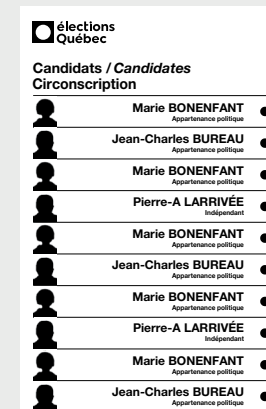 élections
Québec
Candidats / Candidates
Circonscription
Marie BONENFANT
Appartenance politique
Jean-Charles BUREAU
Appartenance politique
Marie BONENFANT
Appartenance politique
Pierre-A LARRIVÉE
Indépendant
Marie BONENFANT
Appartenance politique
Jean-Charles BUREAU
Appartenance politique
Marie BONENFANT
Appartenance politique
Pierre-A LARRIVÉE
Indépendant
Marie BONENFANT
Appartenance politique
Jean-Charles BUREAU
Appartenance politique